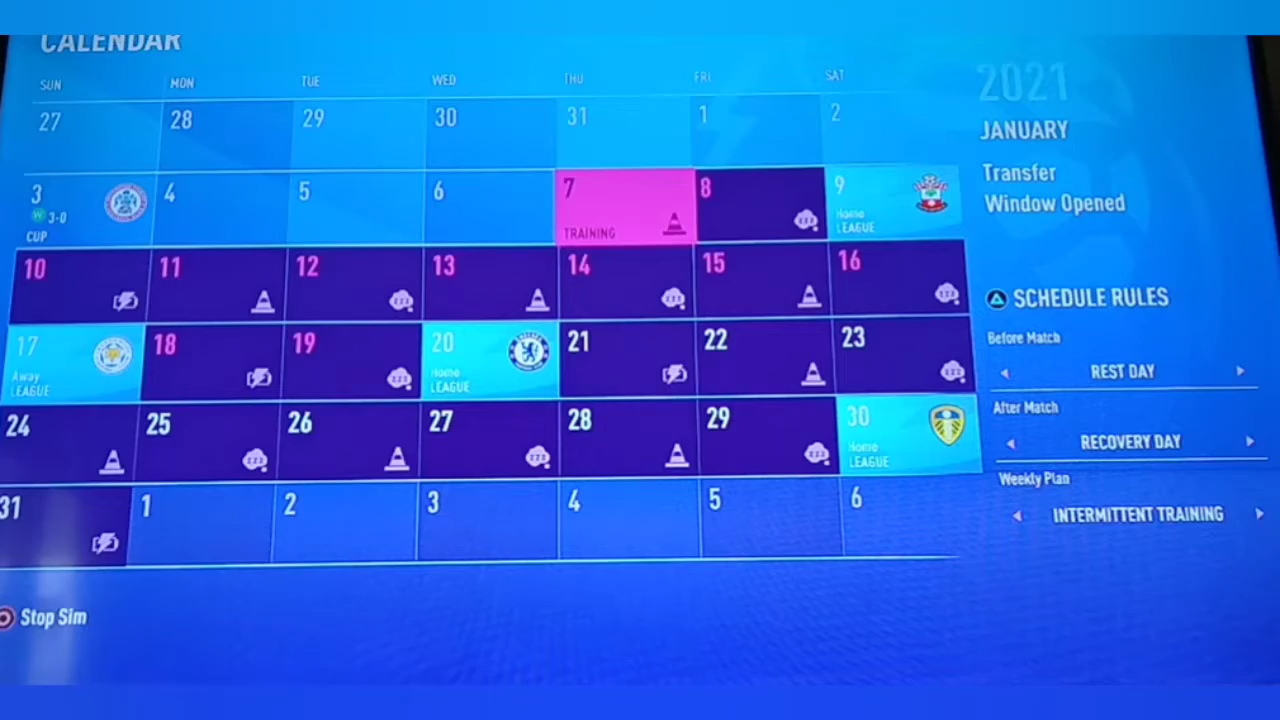 CALENDAR
SUN MON TUE WED THU FRI SAT
27 28 29 30 31 1 2
3 4 5 6 7 8 9
W 3-0
CUP
TRAINING
Home
LEAGUE
10 11 12 13 14 15 16
17 18 19 20 21 22 23
Away
LEAGUE
Home
LEAGUE
24 25 26 27 28 29 30
Home
LEAGUE
31 1 2 3 4 5 6
Stop Sim
2021
JANUARY
Transfer
Window Opened
SCHEDULE RULES
Before Match
REST DAY
After Match
RECOVERY DAY
Weekly Plan
INTERMITTENT TRAINING